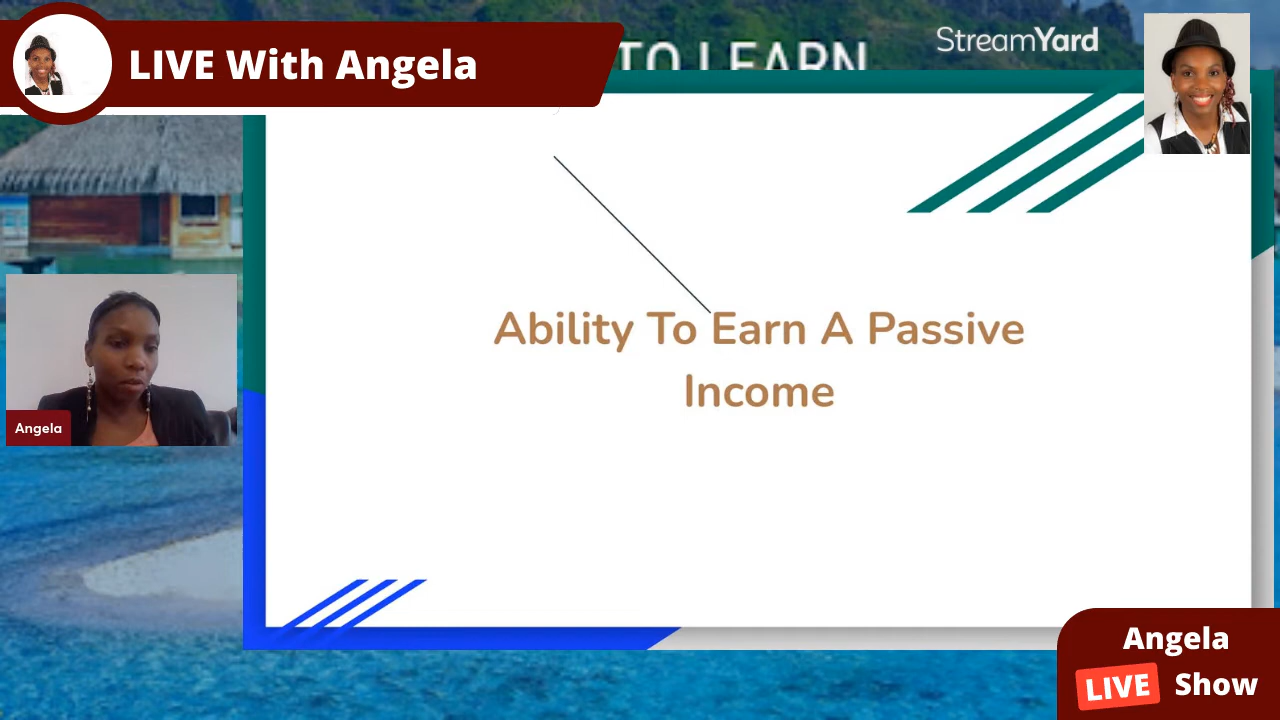 LIVE With Angela
TO LEARN
StreamYard
Ability To Earn A Passive
Income
Angela
Angela
LIVE Show